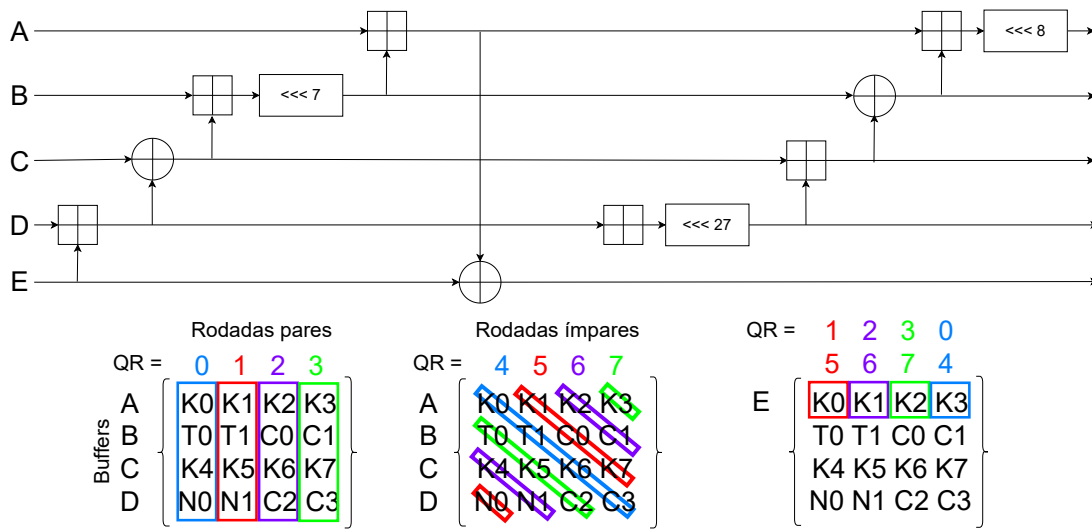 A
<<< 8
B
<<< 7
C
D
<<< 27
E
Rodadas pares
QR = 0 1 2 3
Buffers
A K0 K1 K2 K3
B T0 T1 C0 C1
C K4 K5 K6 K7
D N0 N1 C2 C3
Rodadas ímpares
QR = 4 5 6 7
A K0 K1 K2 K3
B T0 T1 C0 C1
C K4 K5 K6 K7
D N0 N1 C2 C3
QR = 1 2 3 0
5 6 7 4
E K0 K1 K2 K3
T0 T1 C0 C1
K4 K5 K6 K7
N0 N1 C2 C3